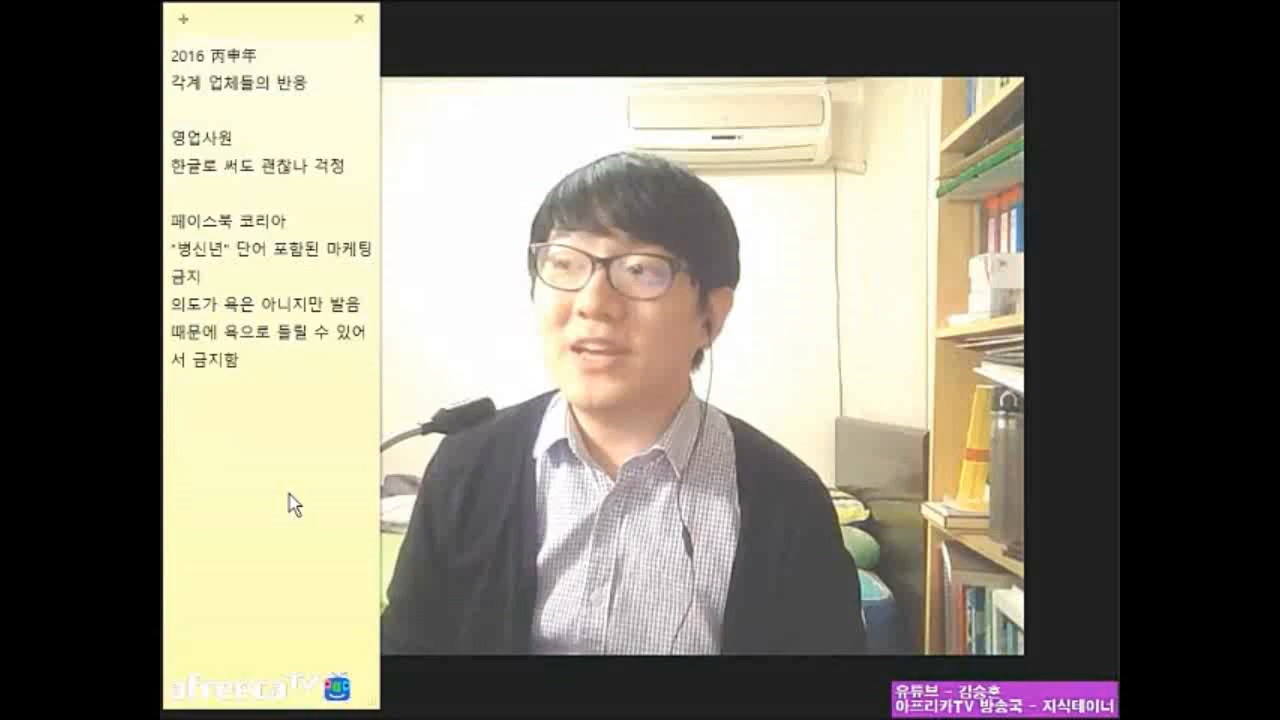 2016 丙申年
각계 업체들의 반응
영업사원
한글로 써도 괜찮나 걱정
페이스북 코리아
"병신년" 단어 포함된 마케팅
금지
의도가 욕은 아니지만 발음
때문에 욕으로 들릴 수 있어
서 금지함
afreecaTV
유튜브 - 김승훈
아프리카TV 방송국 - 지식테이너